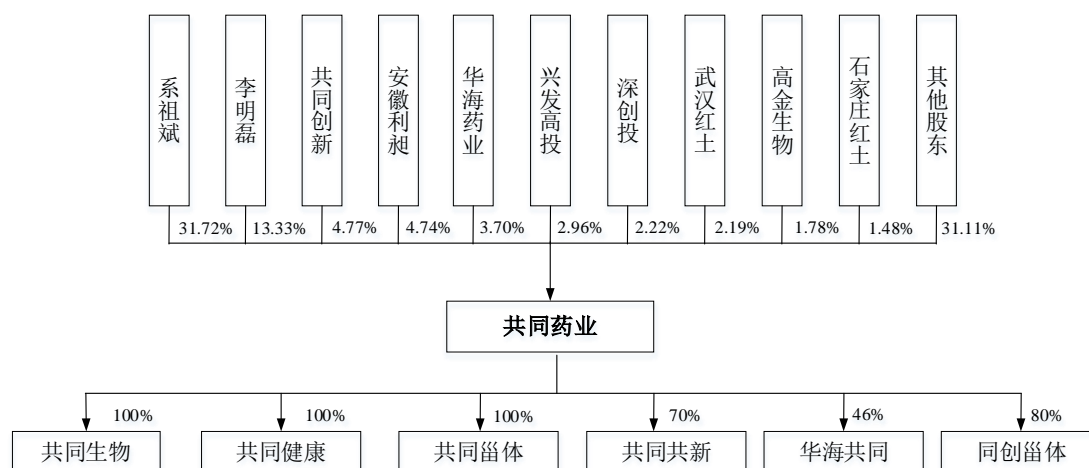 系祖斌
李明磊
共同创新
安徽利昶
华海药业
兴发高投
深创投
武汉红土
高金生物
石家庄红土
其他股东
31.72%
13.33%
4.77%
4.74%
3.70%
2.96%
2.22%
2.19%
1.78%
1.48%
31.11%
共同药业
100%
100%
100%
70%
46%
80%
共同生物
共同健康
共同甾体
共同共新
华海共同
同创甾体